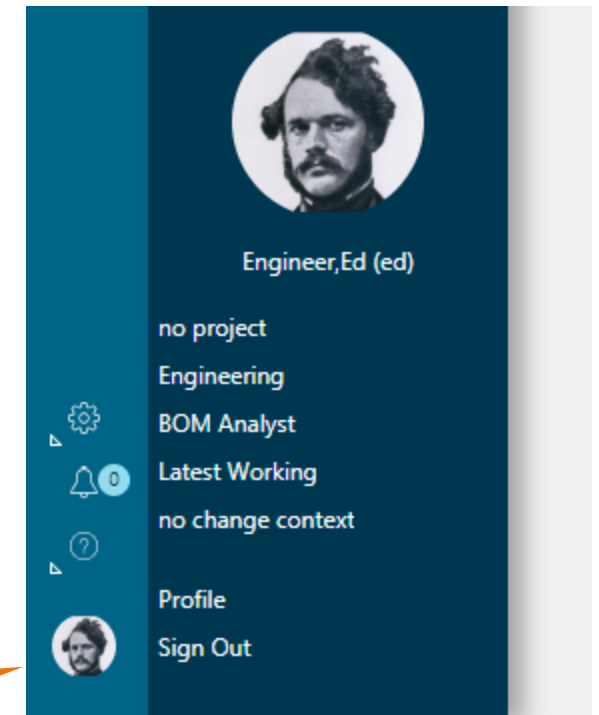 Engineer,Ed (ed)
no project
Engineering
BOM Analyst
Latest Working
0
no change context
?
Profile
Sign Out